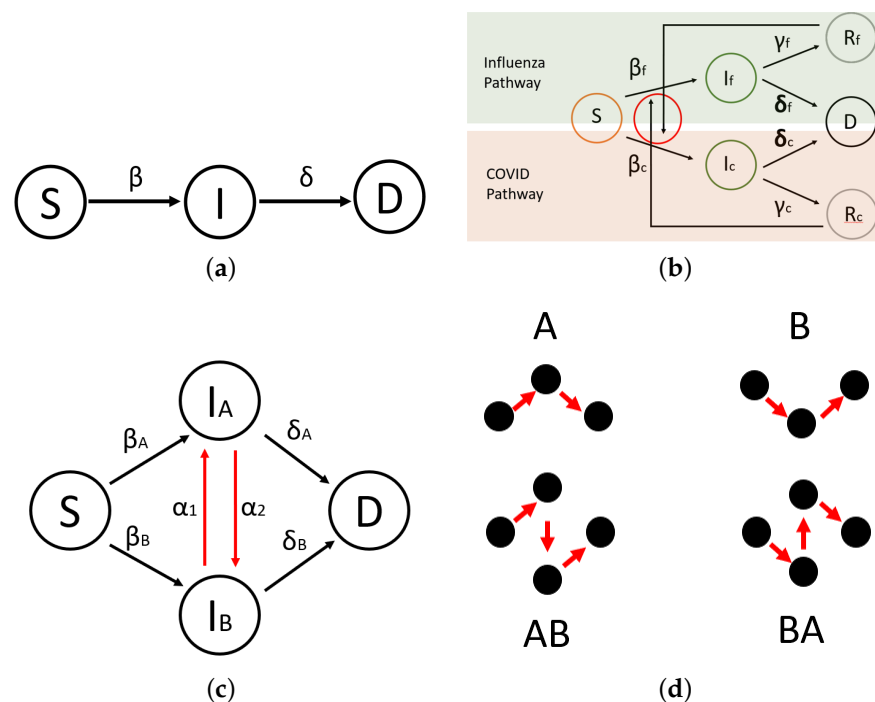 S β I δ D
(a)
Influenza
Pathway
COVID
Pathway
S
βf
If
γf
Rf
δf
D
δc
βc
Ic
γc
Rc
(b)
S
βA
IA
δA
α1
α2
D
βB
IB
δB
(c)
A
B
AB
BA
(d)